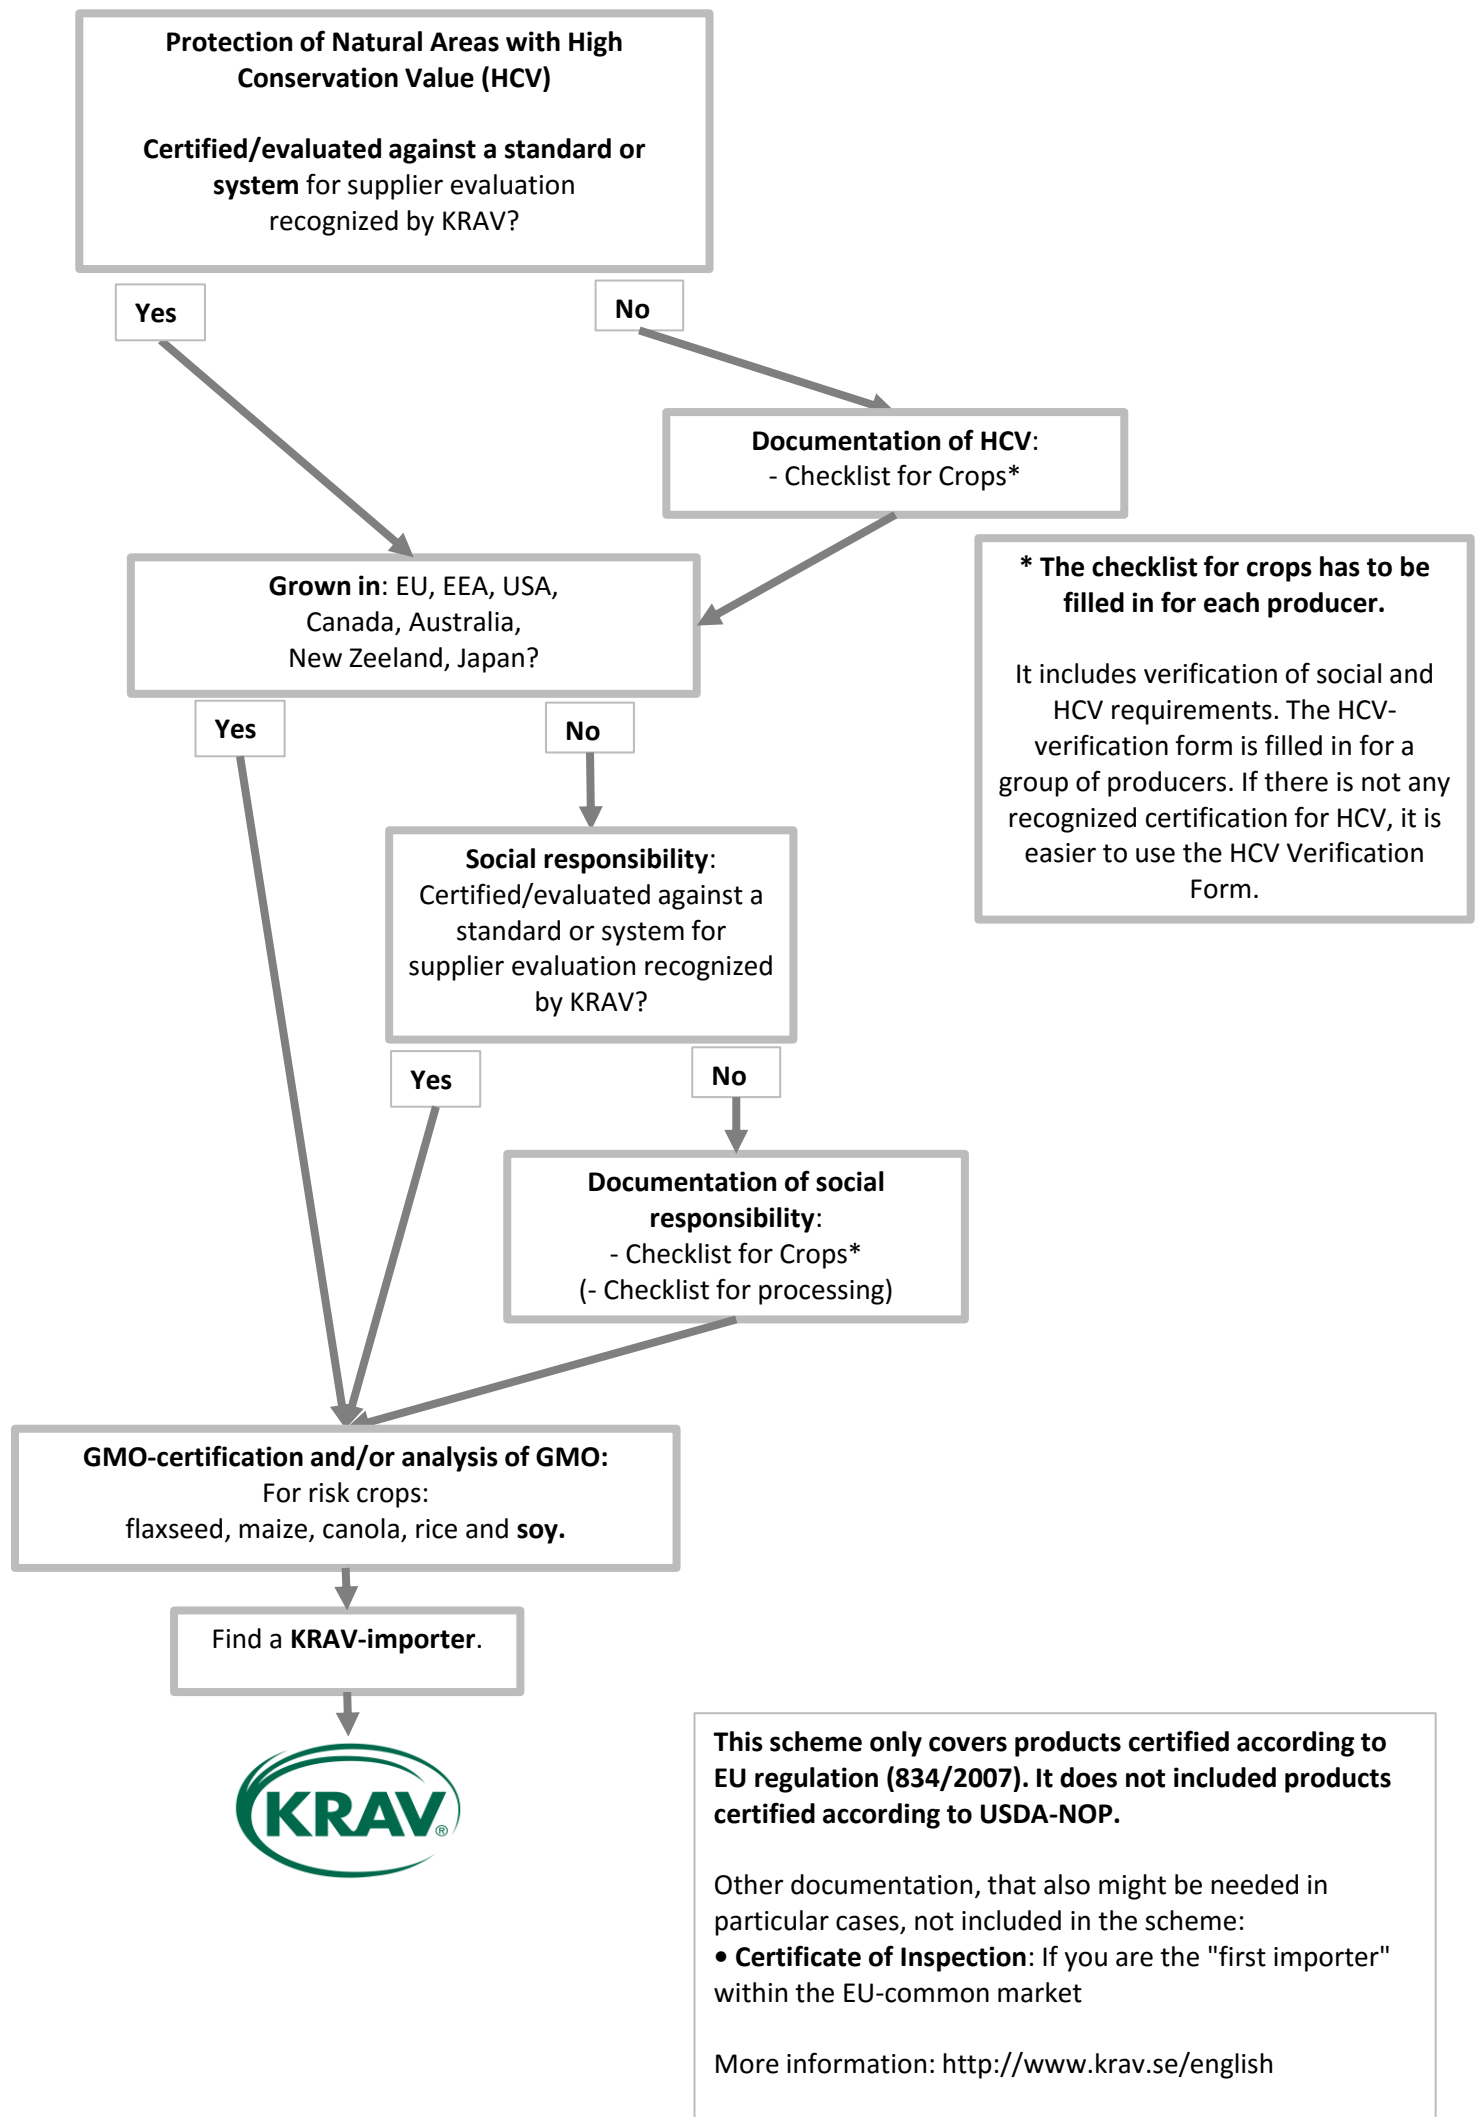 Protection of Natural Areas with High
Conservation Value (HCV)
Certified/evaluated against a standard or
system for supplier evaluation
recognized by KRAV?
Yes
No
Documentation of HCV:
- Checklist for Crops*
* The checklist for crops has to be
filled in for each producer.
It includes verification of social and
HCV requirements. The HCV-
verification form is filled in for a
group of producers. If there is not any
recognized certification for HCV, it is
easier to use the HCV Verification
Form.
Grown in: EU, EEA, USA,
Canada, Australia,
New Zeeland, Japan?
Yes
No
Social responsibility:
Certified/evaluated against a
standard or system for
supplier evaluation recognized
by KRAV?
Yes
No
Documentation of social
responsibility:
- Checklist for Crops*
(- Checklist for processing)
GMO-certification and/or analysis of GMO:
For risk crops:
flaxseed, maize, canola, rice and soy.
Find a KRAV-importer.
KRAV®
This scheme only covers products certified according to
EU regulation (834/2007). It does not included products
certified according to USDA-NOP.
Other documentation, that also might be needed in
particular cases, not included in the scheme:
• Certificate of Inspection: If you are the "first importer"
within the EU-common market
More information: http://www.krav.se/english